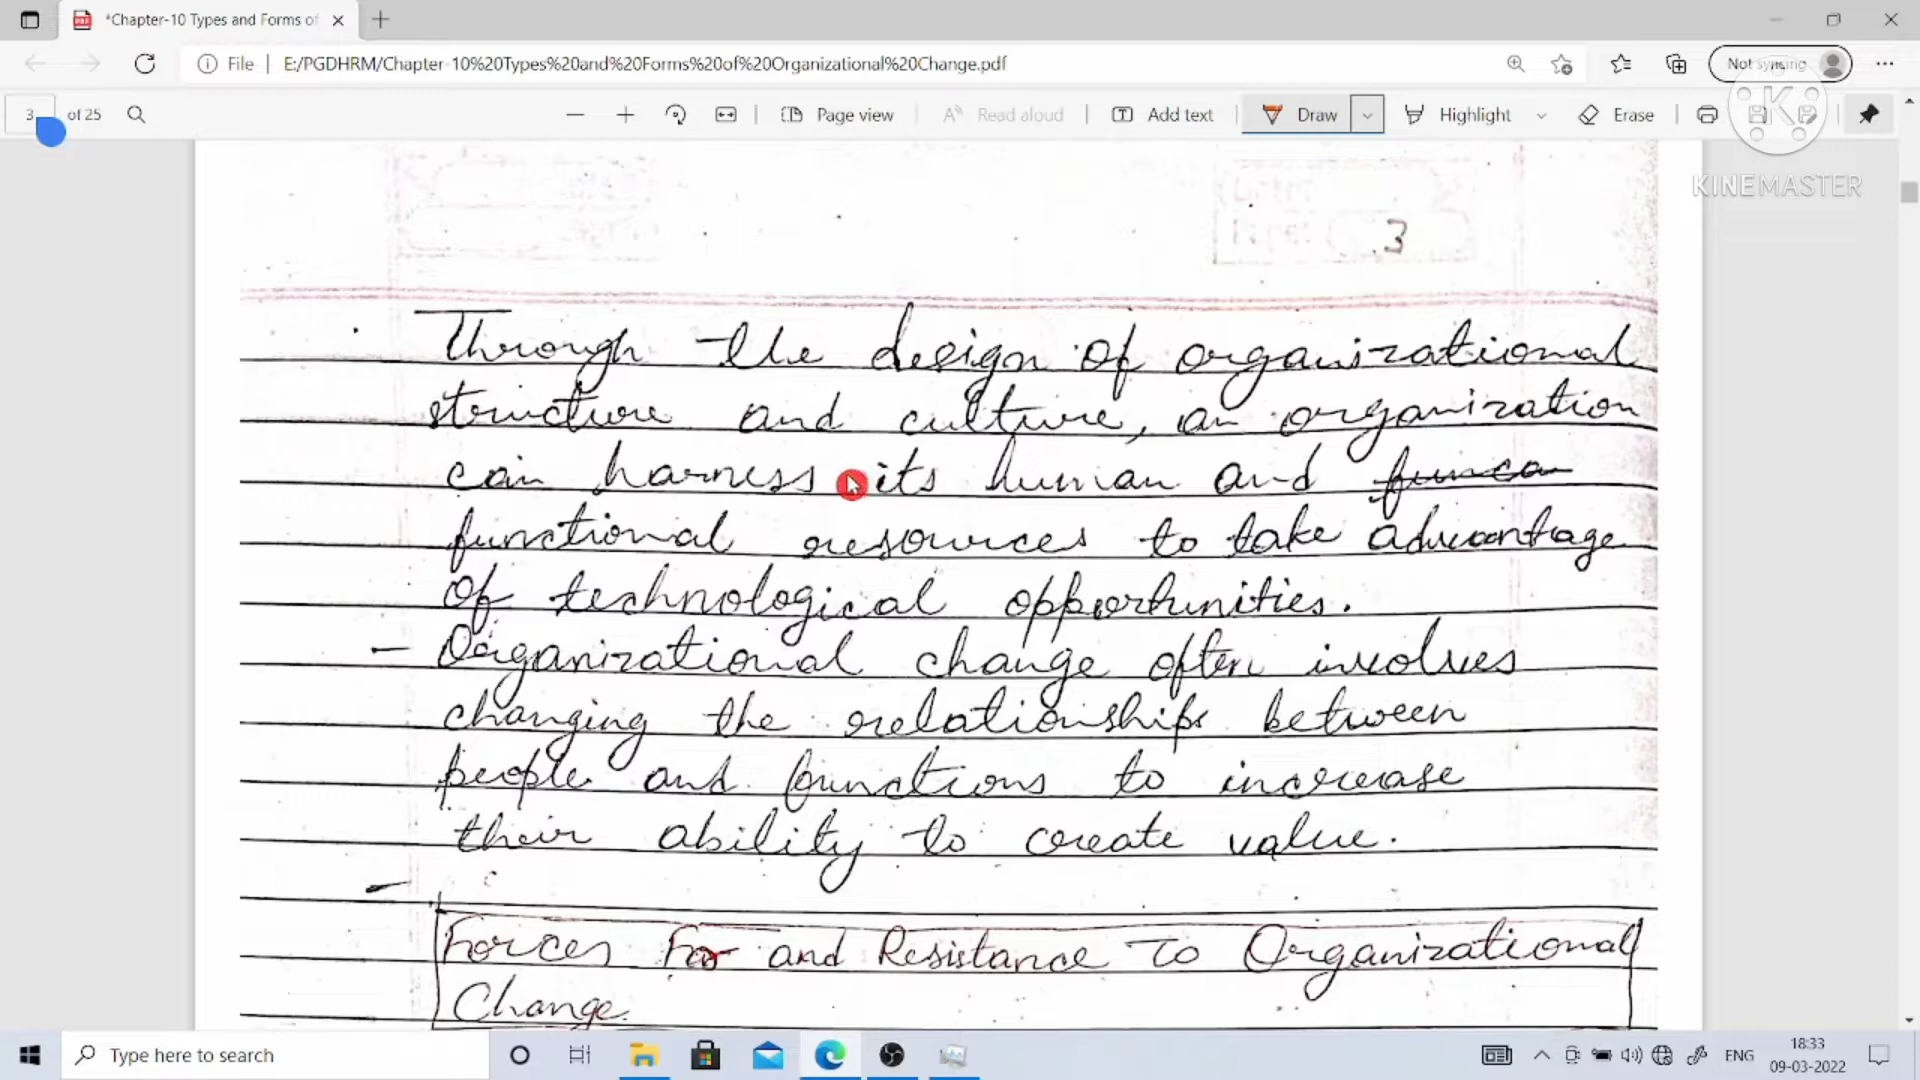 *Chapter-10 Types and Forms of
File
E:/PGDHRM/Chapter-10%20Types%20and%20Forms%20of%20Organizational%20Change.pdf
Not syncing
3 of 25
Page view
Read aloud
Add text
Draw
Highlight
Erase
KINEMASTER
3
Through the design of organizational
structure and culture, an organization
can harness its human and
functional resources to take advantage
of technological opportunities.
- Organizational change often involves
changing the relationships between
people and functions to increase
their ability to create value.
-
Forces For and Resistance To Organizational
Change.
Type here to search
ENG
18:33
09-03-2022